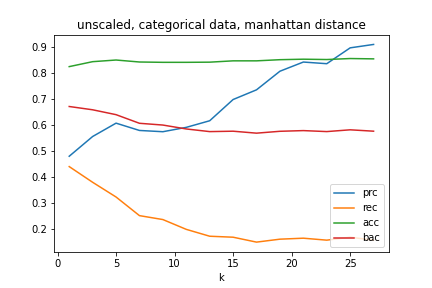 unscaled, categorical data, manhattan distance
0.9
0.8
0.7
0.6
0.5
0.4
0.3
0.2
prc
rec
acc
bac
0 5 10 15 20 25
k